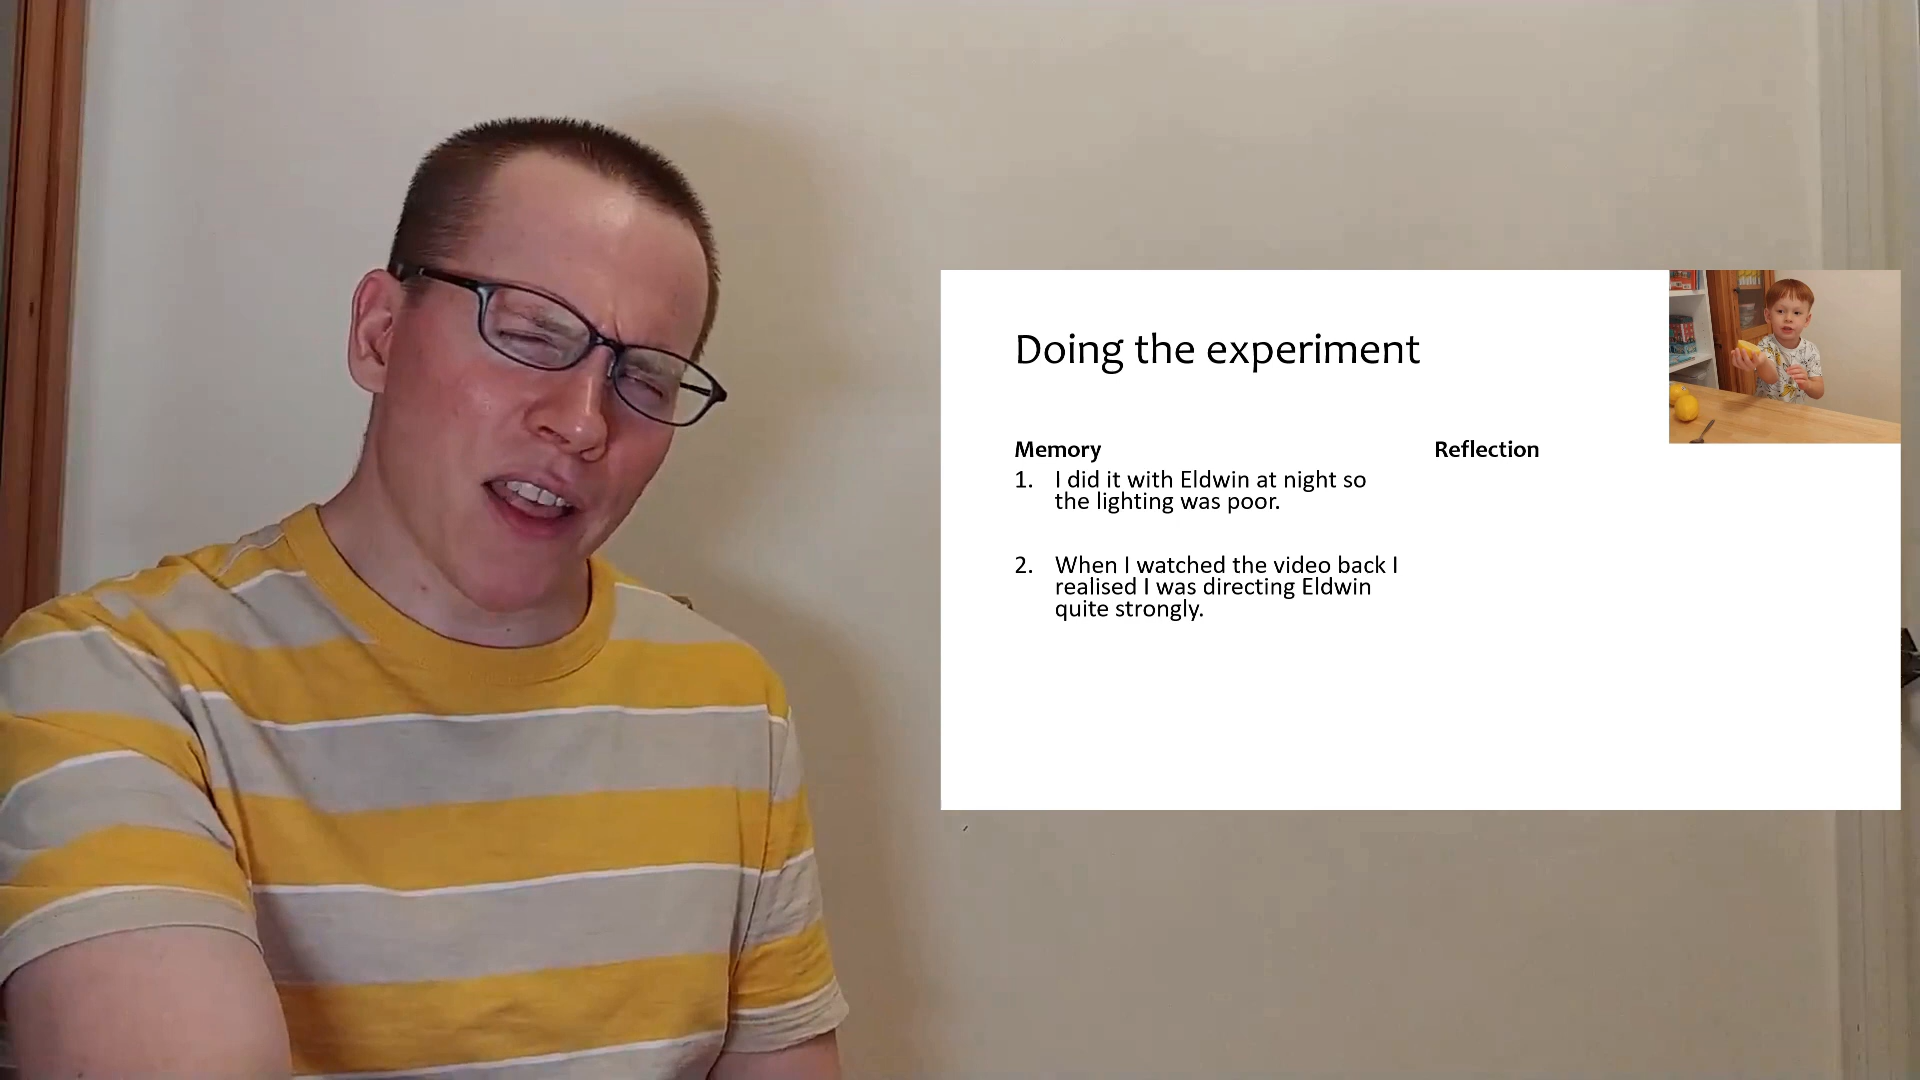 Doing the experiment
Memory
1. I did it with Eldwin at night so
the lighting was poor.
2. When I watched the video back I
realised I was directing Eldwin
quite strongly.
Reflection